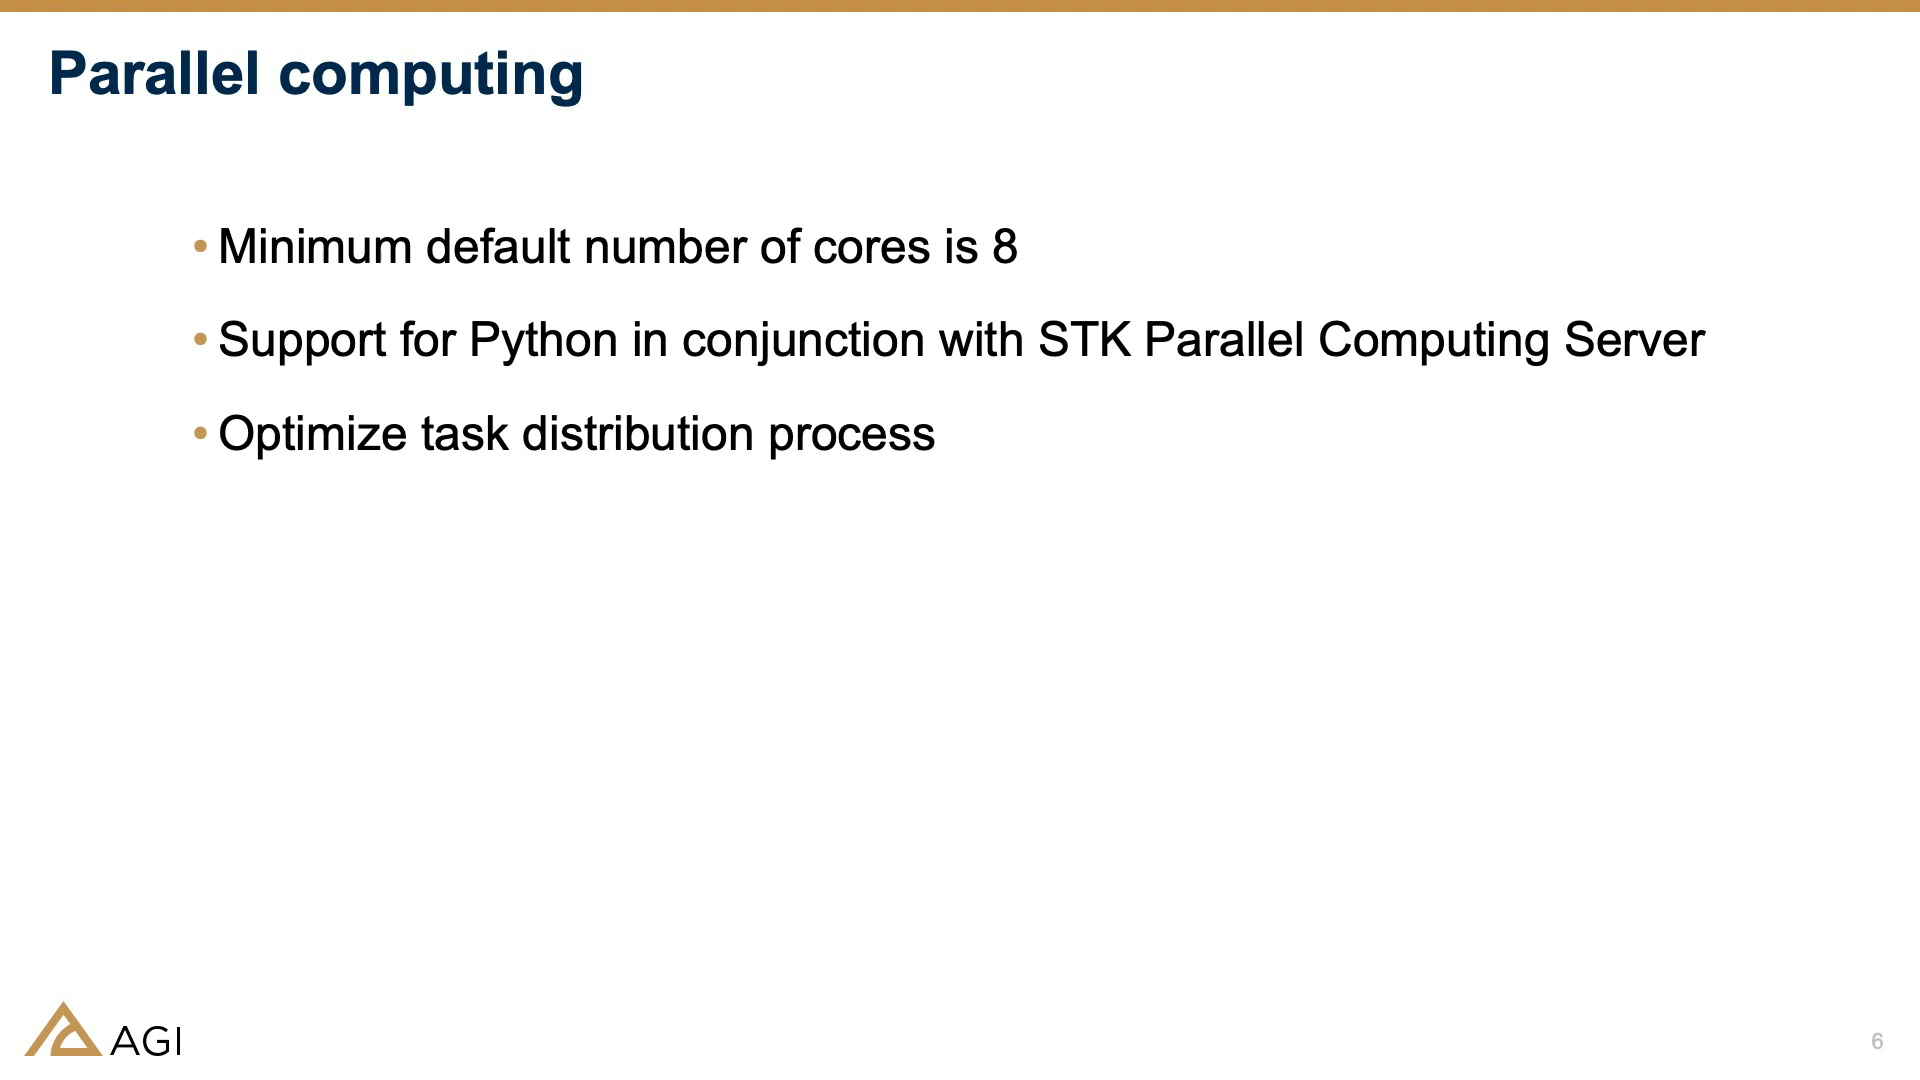 Parallel computing
• Minimum default number of cores is 8
• Support for Python in conjunction with STK Parallel Computing Server
• Optimize task distribution process
AGI
6